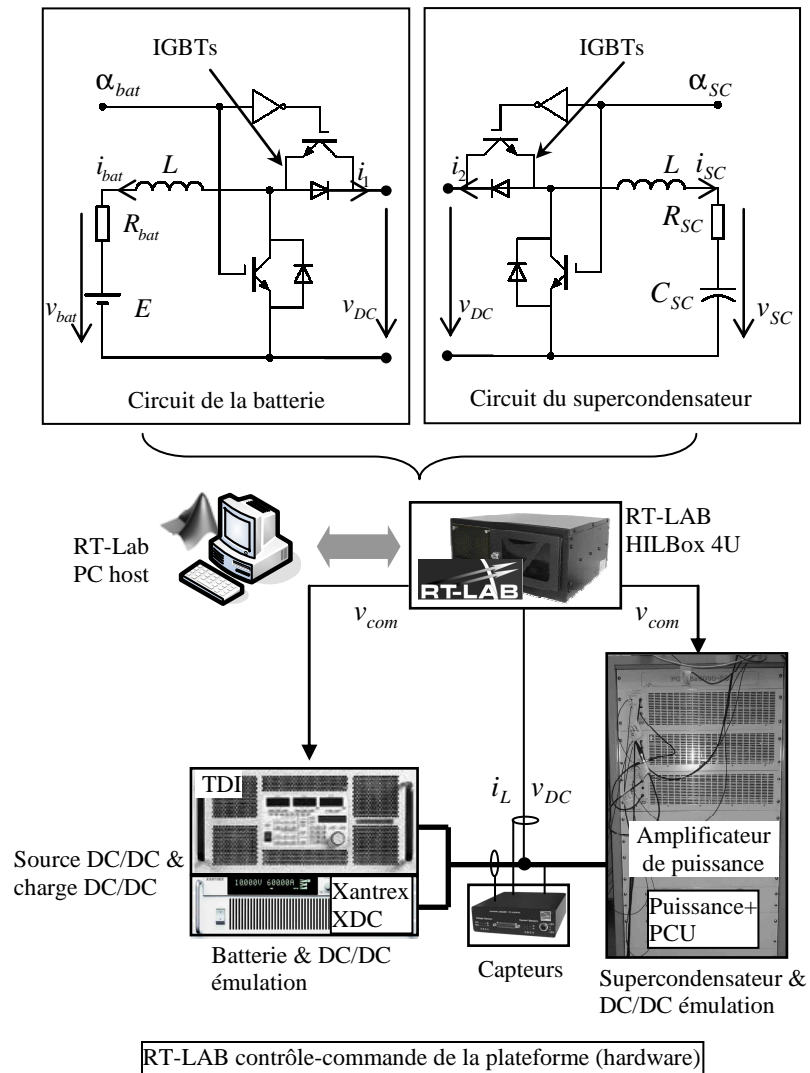 IGBTs
α_bat
i_bat
L
i_1
R_bat
v_bat
E
v_DC
Circuit de la batterie
IGBTs
α_SC
i_2
L
i_SC
R_SC
v_DC
C_SC
v_SC
Circuit du supercondensateur
RT-Lab
PC host
RT-LAB
RT-LAB
HILBox 4U
v_com
v_com
TDI
i_L
v_DC
Source DC/DC &
charge DC/DC
Xantrex
XDC
Batterie & DC/DC
émulation
Capteurs
Amplificateur
de puissance
Puissance+
PCU
Supercondensateur &
DC/DC émulation
RT-LAB contrôle-commande de la plateforme (hardware)